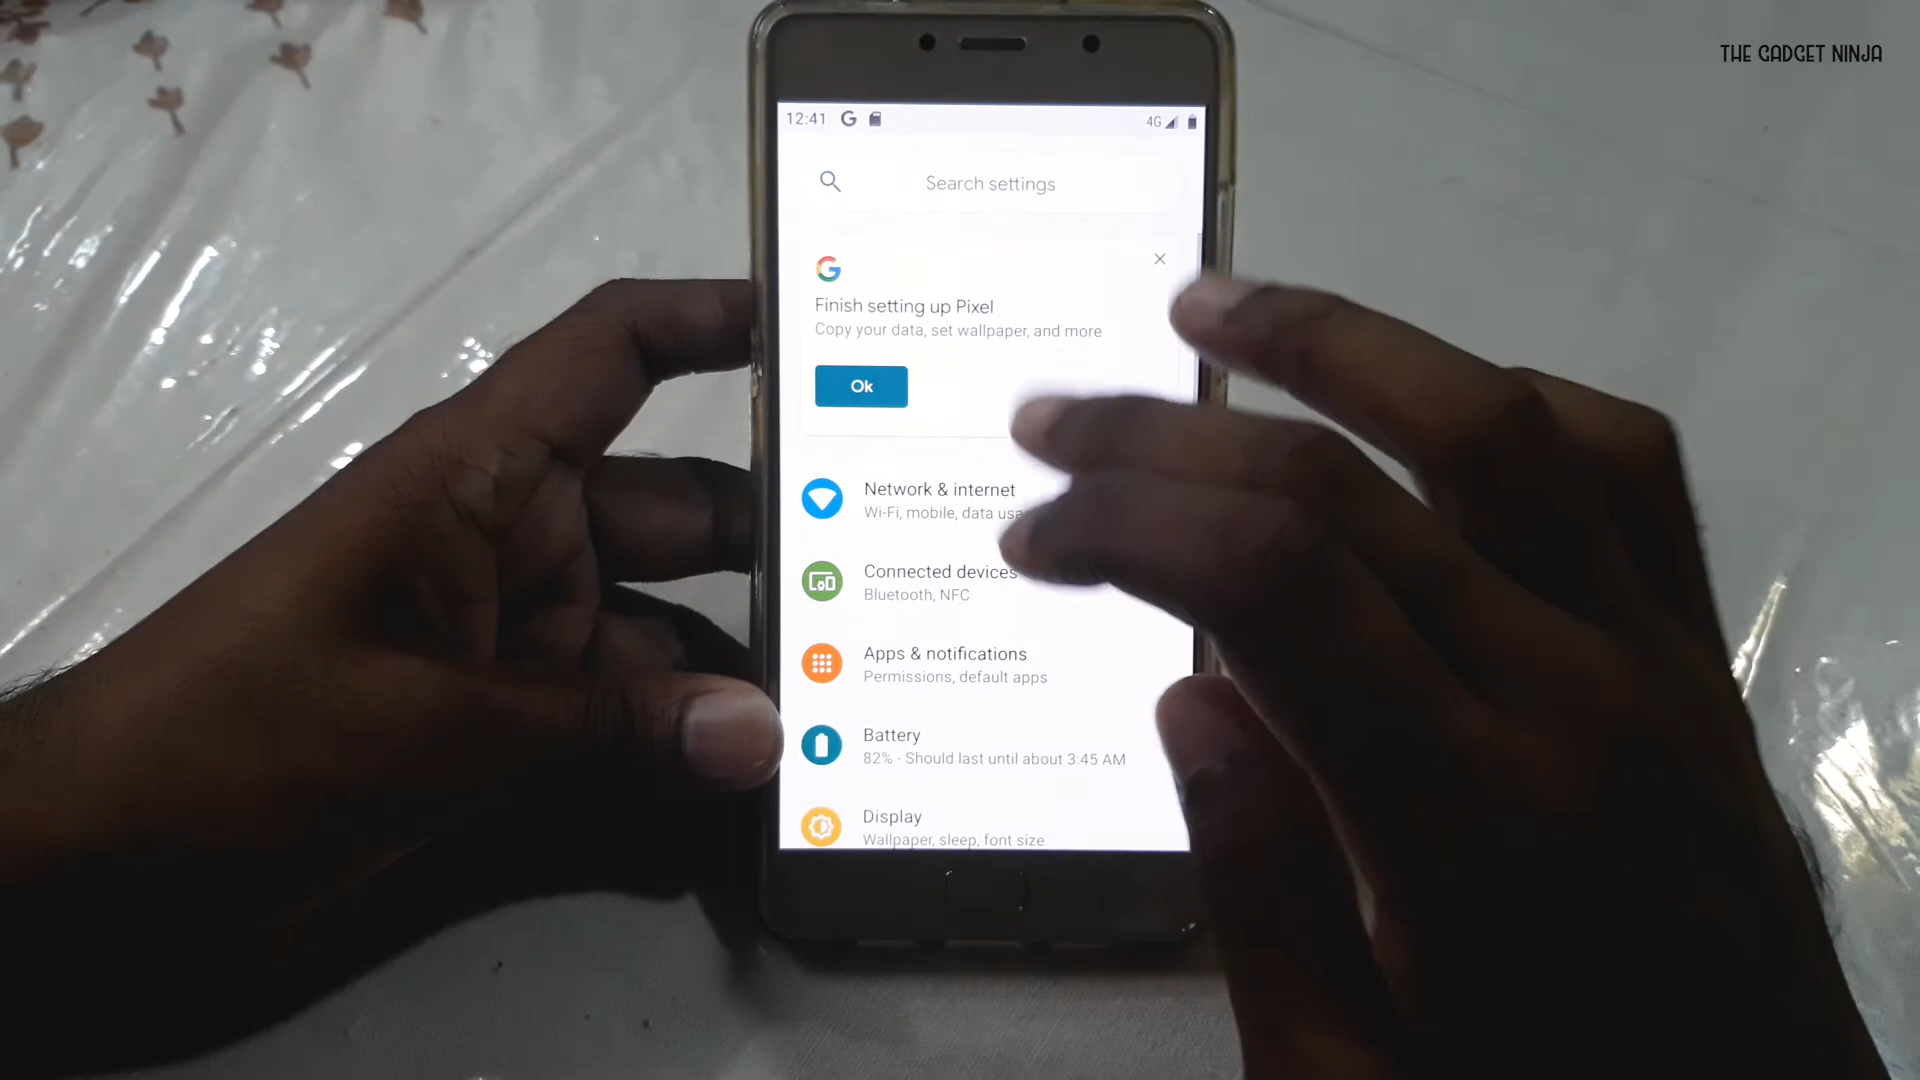 THE GADGET NINJA
12:41 G 4G
Search settings
Finish setting up Pixel
Copy your data, set wallpaper, and more
Ok
Network & internet
Wi-Fi, mobile, data usa
Connected devices
Bluetooth, NFC
Apps & notifications
Permissions, default apps
Battery
82% - Should last until about 3:45 AM
Display
Wallpaper, sleep, font size